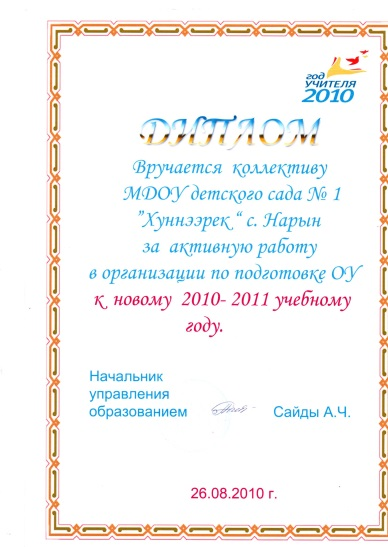 ГОД
УЧИТЕЛЯ
2010
ДИПЛОМ
Вручается коллективу
МДОУ детского сада № 1
"Хуннээрек “ с. Нарын
за активную работу
в организации по подготовке ОУ
к новому 2010- 2011 учебному
году.
Начальник
управления
образованием Сайды А.Ч.
26.08.2010 г.